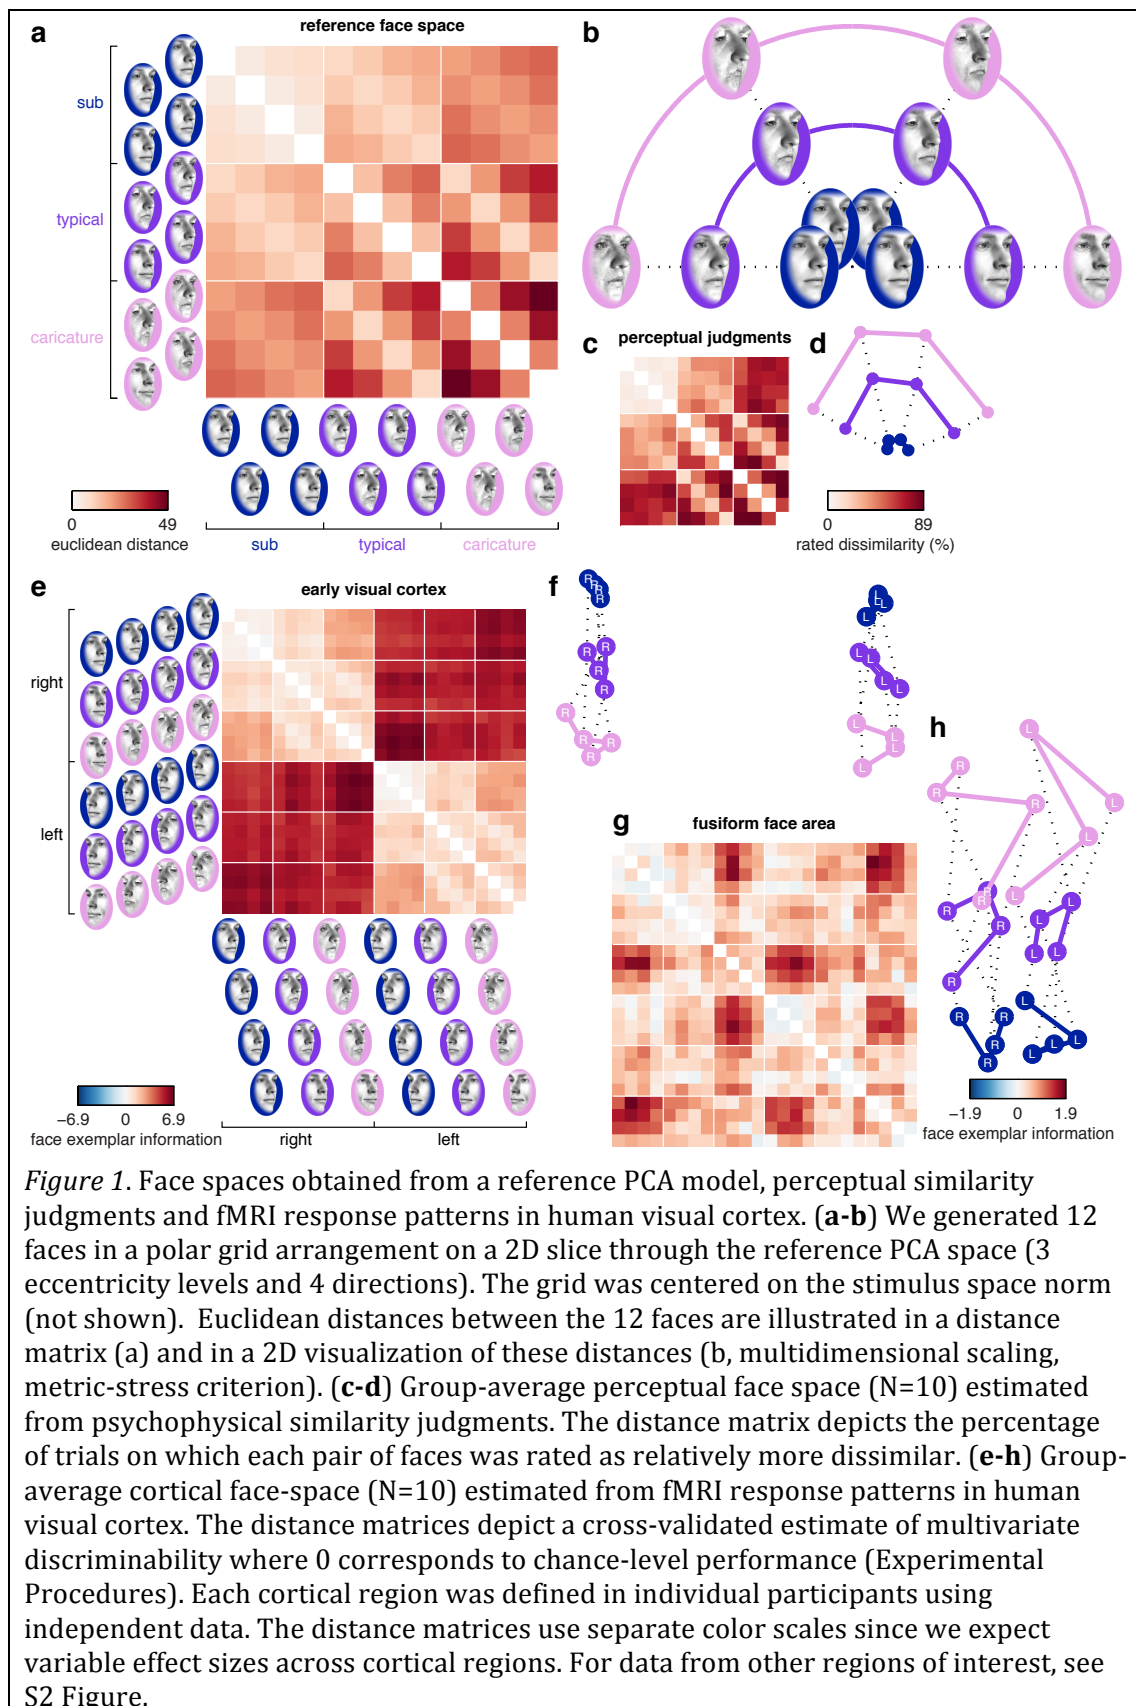 a
reference face space
b
sub
typical
caricature
0
49
euclidean distance
sub
typical
caricature
c
perceptual judgments
d
0
89
rated dissimilarity (%)
e
early visual cortex
right
left
−6.9
0
6.9
face exemplar information
right
left
f
R
R
R
R
R
R
R
R
R
R
R
R
L
L
L
L
L
L
L
L
L
L
L
L
g
fusiform face area
h
R
R
R
R
R
R
R
R
R
R
R
R
L
L
L
L
L
L
L
L
L
L
L
L
−1.9
0
1.9
face exemplar information
Figure 1. Face spaces obtained from a reference PCA model, perceptual similarity
judgments and fMRI response patterns in human visual cortex. (a-b) We generated 12
faces in a polar grid arrangement on a 2D slice through the reference PCA space (3
eccentricity levels and 4 directions). The grid was centered on the stimulus space norm
(not shown).  Euclidean distances between the 12 faces are illustrated in a distance
matrix (a) and in a 2D visualization of these distances (b, multidimensional scaling,
metric-stress criterion). (c-d) Group-average perceptual face space (N=10) estimated
from psychophysical similarity judgments. The distance matrix depicts the percentage
of trials on which each pair of faces was rated as relatively more dissimilar. (e-h) Group-
average cortical face-space (N=10) estimated from fMRI response patterns in human
visual cortex. The distance matrices depict a cross-validated estimate of multivariate
discriminability where 0 corresponds to chance-level performance (Experimental
Procedures). Each cortical region was defined in individual participants using
independent data. The distance matrices use separate color scales since we expect
variable effect sizes across cortical regions. For data from other regions of interest, see
S2 Figure.